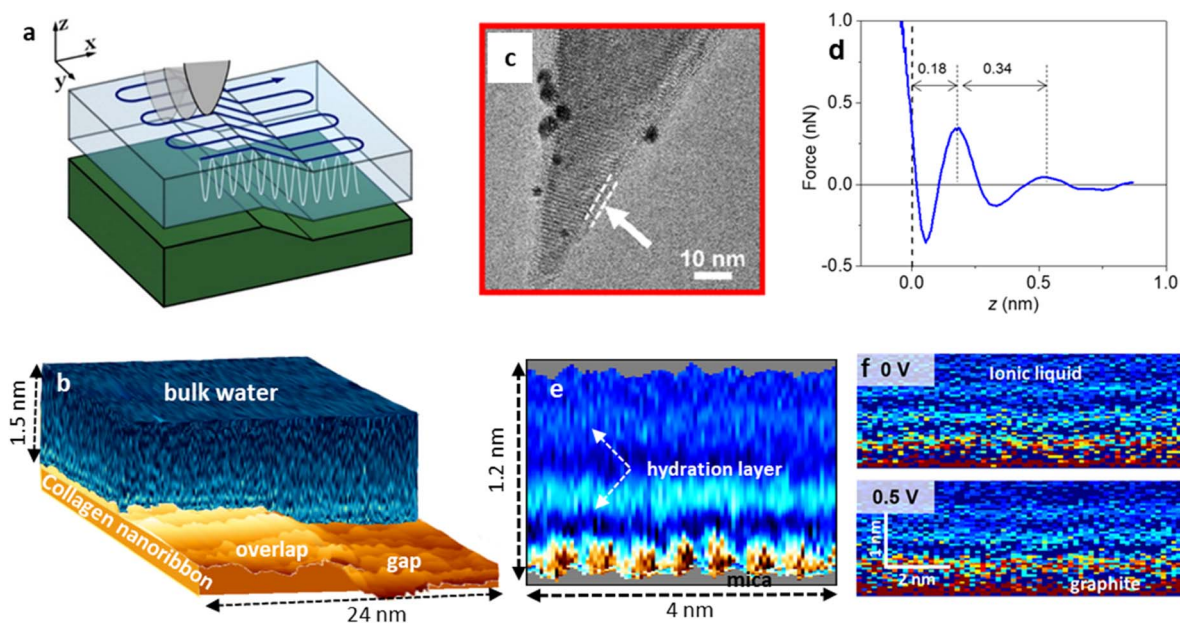 a
z
x
y
c
10 nm
d
Force (nN)
1.0
0.5
0.0
-0.5
0.18
0.34
0.0
0.5
1.0
z (nm)
b
bulk water
1.5nm
Collagen nanoribbon
overlap
gap
24 nm
e
hydration layer
1.2 nm
mica
4 nm
f
0 V
Ionic liquid
0.5 V
1 nm
2 nm
graphite